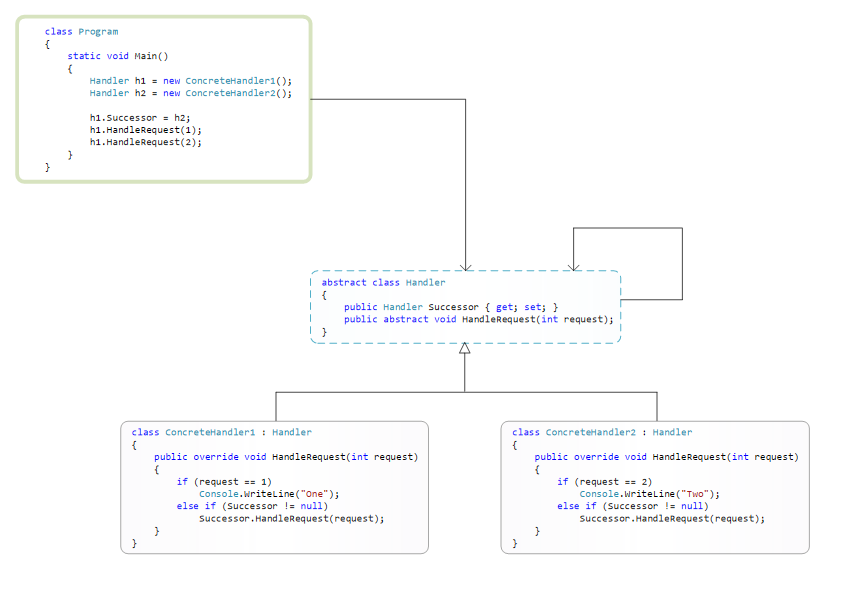 class Program
{
static void Main()
{
Handler h1 = new ConcreteHandler1();
Handler h2 = new ConcreteHandler2();
h1.Successor = h2;
h1.HandleRequest(1);
h1.HandleRequest(2);
}
}
abstract class Handler
{
public Handler Successor { get; set; }
public abstract void HandleRequest(int request);
}
class ConcreteHandler1 : Handler
{
public override void HandleRequest(int request)
{
if (request == 1)
Console.WriteLine("One");
else if (Successor != null)
Successor.HandleRequest(request);
}
}
class ConcreteHandler2 : Handler
{
public override void HandleRequest(int request)
{
if (request == 2)
Console.WriteLine("Two");
else if (Successor != null)
Successor.HandleRequest(request);
}
}